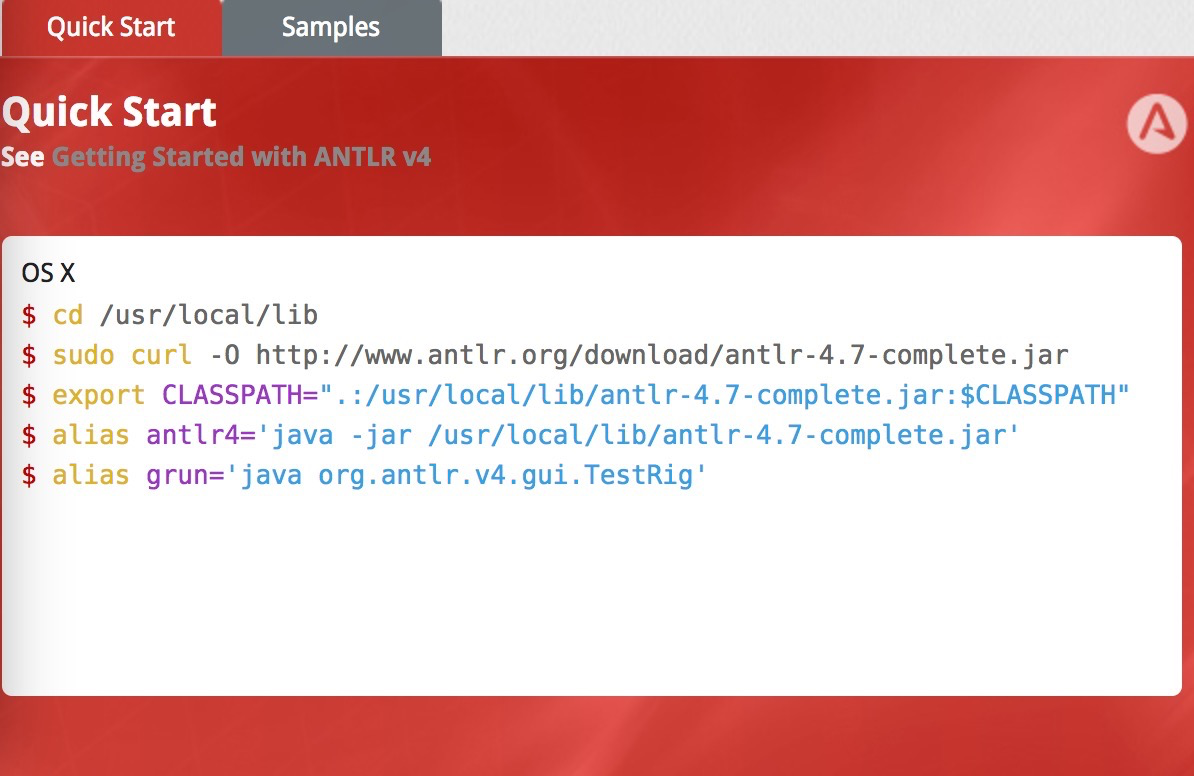 Quick Start
Samples
Quick Start
See Getting Started with ANTLR v4
OS X
$ cd /usr/local/lib
$ sudo curl -O http://www.antlr.org/download/antlr-4.7-complete.jar
$ export CLASSPATH=".:/usr/local/lib/antlr-4.7-complete.jar:$CLASSPATH"
$ alias antlr4='java -jar /usr/local/lib/antlr-4.7-complete.jar'
$ alias grun='java org.antlr.v4.gui.TestRig'